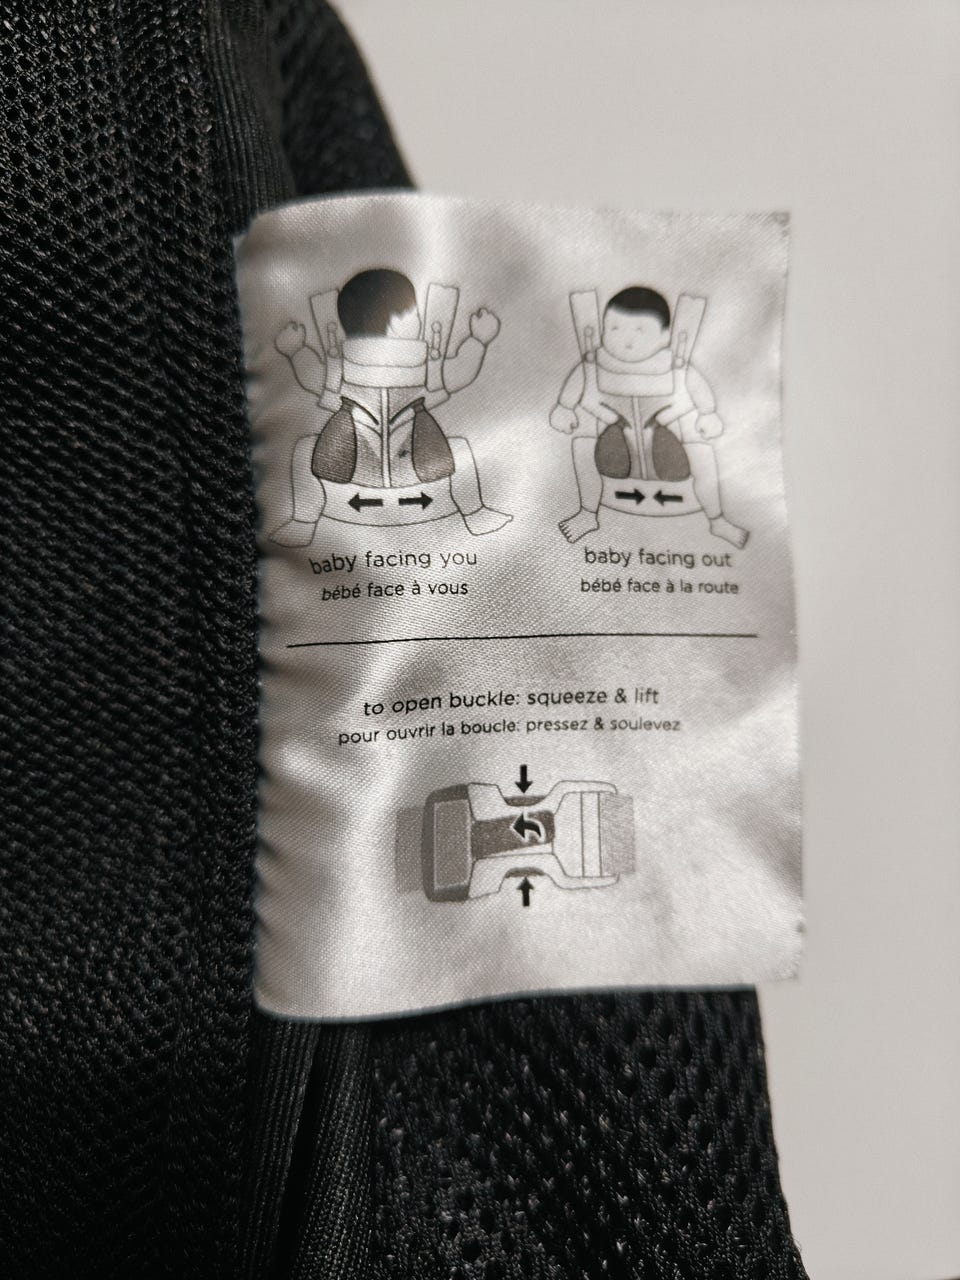 baby facing you
bébé face à vous
baby facing out
bébé face à la route
to open buckle: squeeze & lift
pour ouvrir la boucle: pressez & soulevez